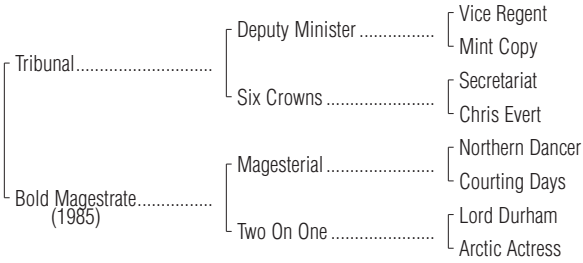 Vice Regent
Deputy Minister .................
Mint Copy
Tribunal..............................
Secretariat
Six Crowns ........................
Chris Evert
Northern Dancer
Magesterial .......................
Courting Days
Bold Magestrate.................
(1985)
Lord Durham
Two On One .......................
Arctic Actress